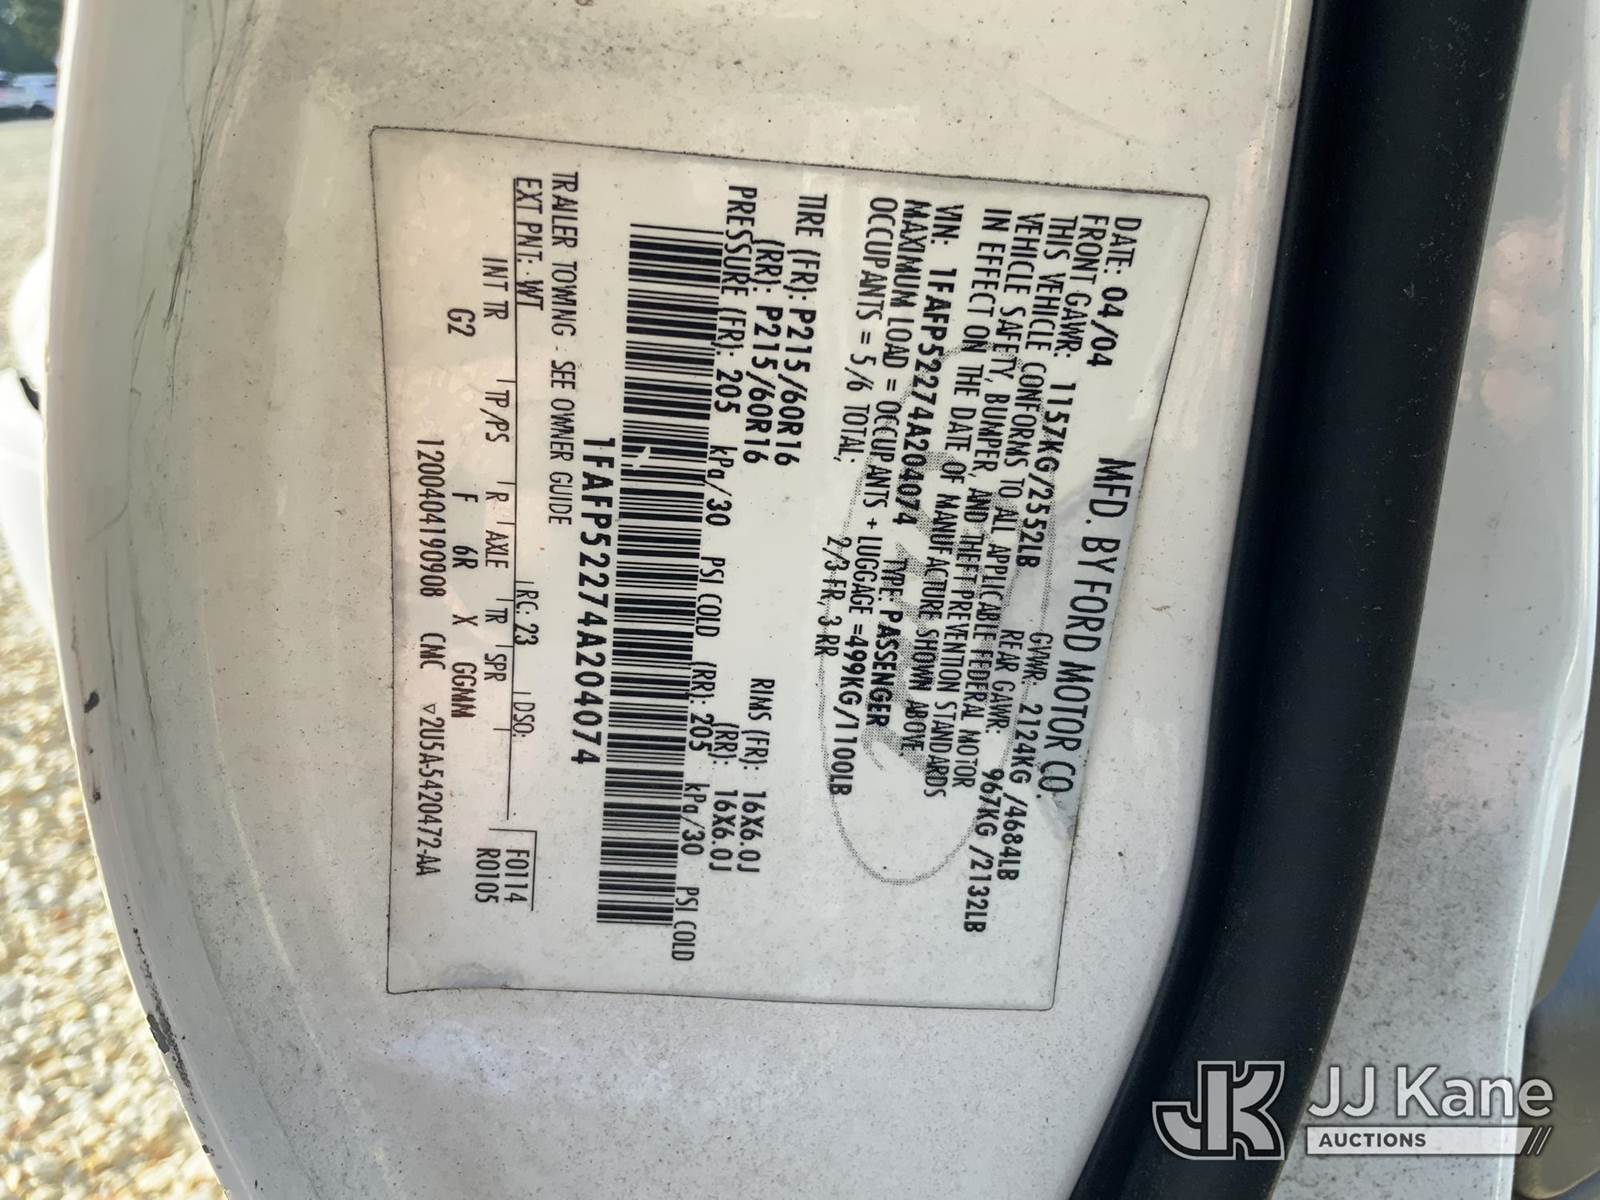 MFD. BY FORD MOTOR CO.
DATE: 04/04 GVWR: 2124KG /4684LB
FRONT GAWR: 1157KG/2552LB REAR GAWR: 967KG /2132LB
THIS VEHICLE CONFORMS TO ALL APPLICABLE FEDERAL MOTOR
VEHICLE SAFETY, BUMPER, AND THEFT PREVENTION STANDARDS
IN EFFECT ON THE DATE OF MANUFACTURE SHOWN ABOVE
VIN: 1FAFP52274A204074 TYPE: PASSENGER
MAXIMUM LOAD = OCCUPANTS + LUGGAGE =499KG/1100LB
OCCUPANTS = 5/6 TOTAL, 2/3 FR, 3 RR
TIRE (FR): P215/60R16 RIMS (FR): 16X6.0J
(RR): P215/60R16 (RR): 16X6.0J
PRESSURE (FR): 205 kPa/30 PSI COLD (RR): 205 kPa/30 PSI COLD
1FAFP52274A204074
TRAILER TOWING - SEE OWNER GUIDE
EXT PNT: WT RC: 23 DSO: F0114
INT TR TP/PS R AXLE TR SPR R0105
G2 F 6R X GGMM
1200404190908 CMC ▿2U5A-5420472-AA
JK JJ Kane
AUCTIONS